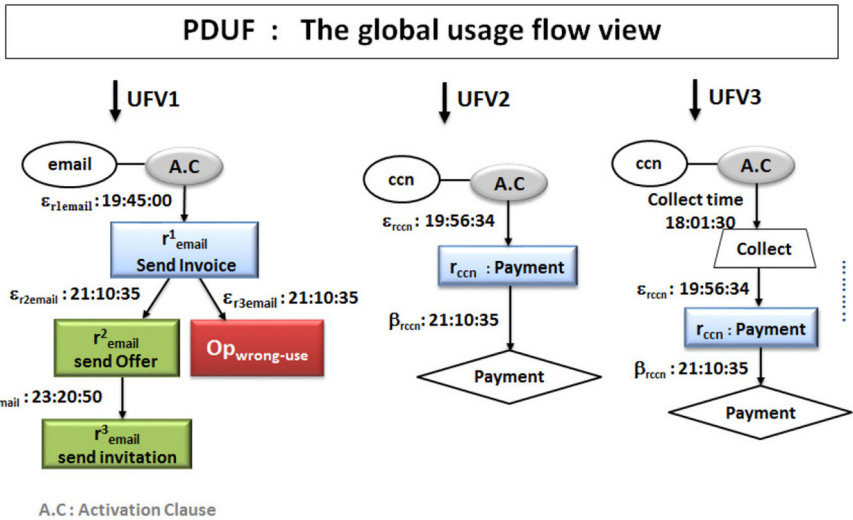 PDUF : The global usage flow view
UFV1
email
A.C
εr1email : 19:45:00
r1email
Send Invoice
εr2email : 21:10:35
εr3email : 21:10:35
r2email
send Offer
Opwrong-use
mail : 23:20:50
r3email
send invitation
UFV2
ccn
A.C
εrccn : 19:56:34
rccn : Payment
βrccn : 21:10:35
Payment
UFV3
ccn
A.C
Collect time
18:01:30
Collect
εrccn : 19:56:34
rccn : Payment
βrccn : 21:10:35
Payment
A.C : Activation Clause